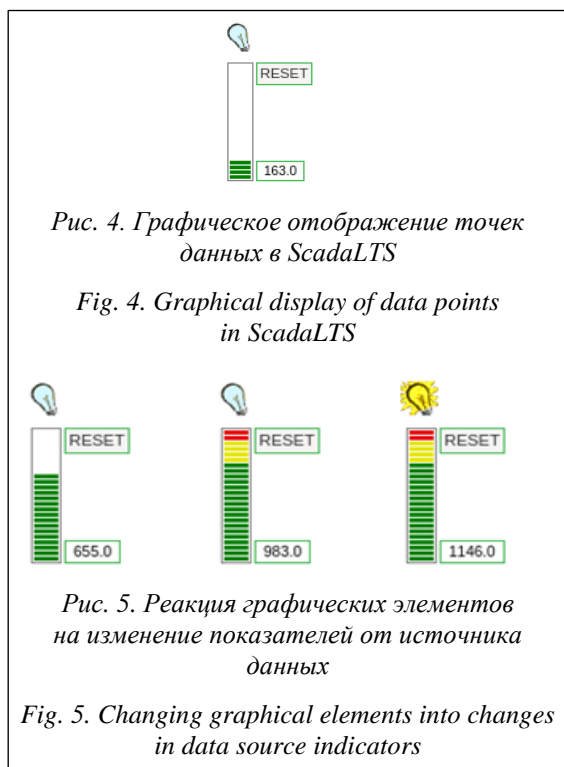 RESET
163.0
Рис. 4. Графическое отображение точек
данных в ScadaLTS
Fig. 4. Graphical display of data points
in ScadaLTS
RESET RESET RESET
655.0 983.0 1146.0
Рис. 5. Реакция графических элементов
на изменение показателей от источника
данных
Fig. 5. Changing graphical elements into changes
in data source indicators